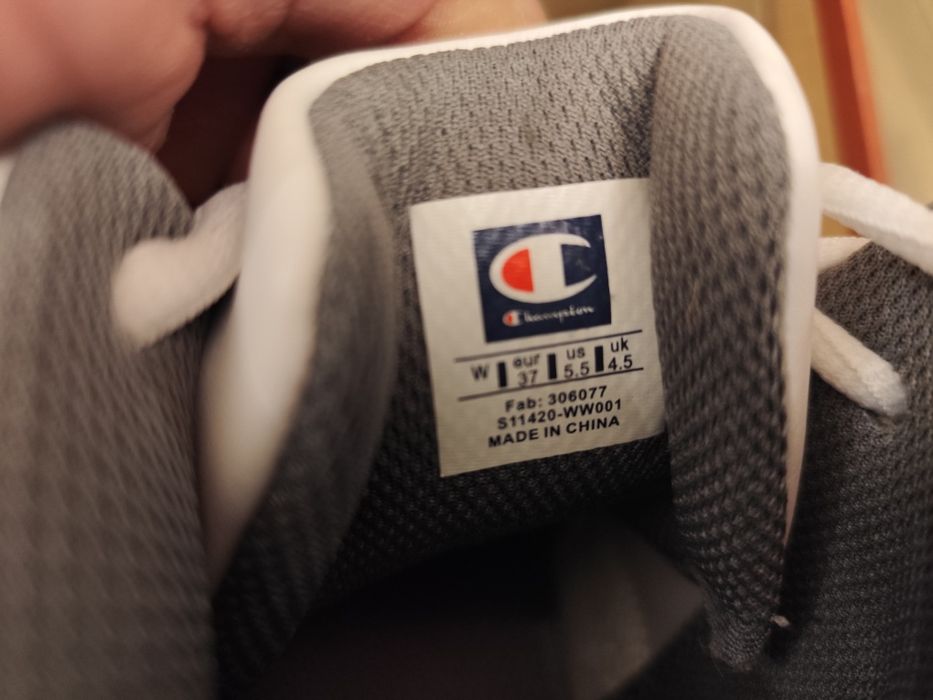 Champion
W eur us uk
37 5.5 4.5
Fab: 306077
S11420-WW001
MADE IN CHINA